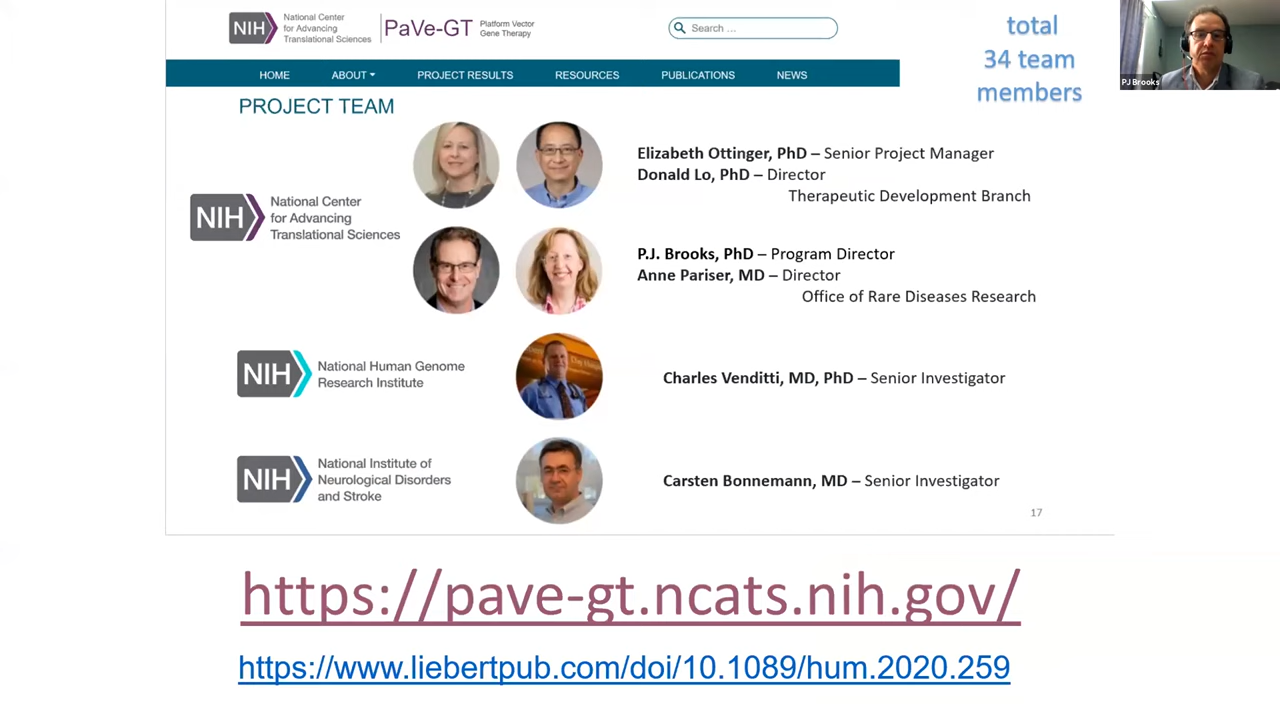 NIH
National Center
for Advancing
Translational Sciences
PaVe-GT
Platform Vector
Gene Therapy
Search ...
total
34 team
members
PJ Brooks
HOME ABOUT PROJECT RESULTS RESOURCES PUBLICATIONS NEWS
PROJECT TEAM
Elizabeth Ottinger, PhD – Senior Project Manager
Donald Lo, PhD – Director
Therapeutic Development Branch
NIH
National Center
for Advancing
Translational Sciences
P.J. Brooks, PhD – Program Director
Anne Pariser, MD – Director
Office of Rare Diseases Research
NIH
National Human Genome
Research Institute
Charles Venditti, MD, PhD – Senior Investigator
NIH
National Institute of
Neurological Disorders
and Stroke
Carsten Bonnemann, MD – Senior Investigator
17
https://pave-gt.ncats.nih.gov/
https://www.liebertpub.com/doi/10.1089/hum.2020.259